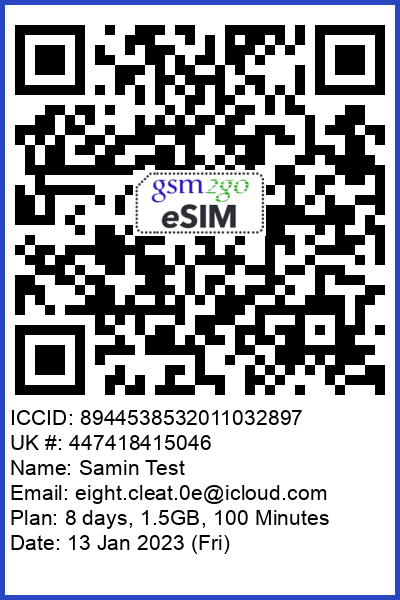 gsm2go
eSIM
ICCID: 8944538532011032897
UK #: 447418415046
Name: Samin Test
Email: eight.cleat.0e@icloud.com
Plan: 8 days, 1.5GB, 100 Minutes
Date: 13 Jan 2023 (Fri)